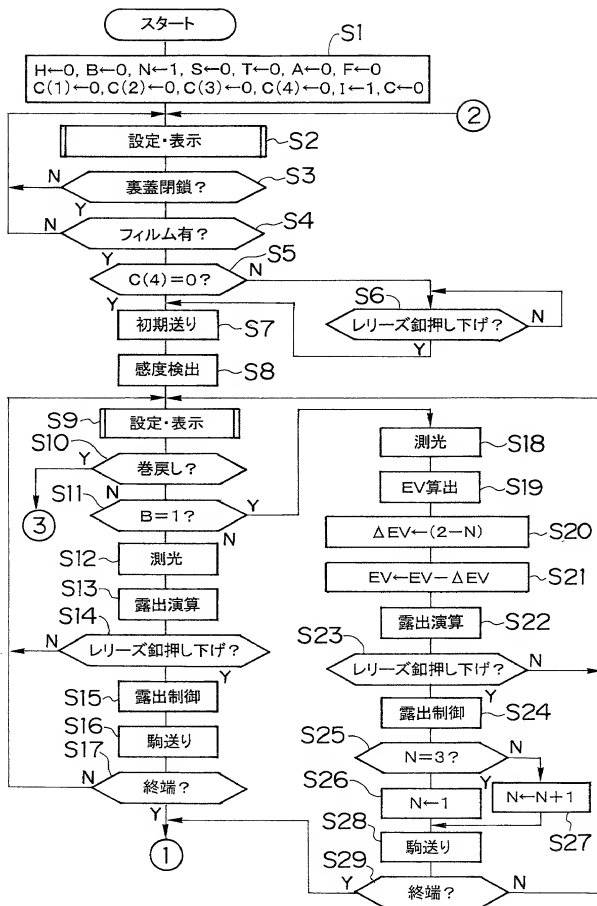 スタート
S1
H←0, B←0, N←1, S←0, T←0, A←0, F←0
C(1)←0, C(2)←0, C(3)←0, C(4)←0, I←1, C←0
②
設定・表示
S2
N
裏蓋閉鎖?
S3
Y
N
フィルム有?
S4
Y
S5
C(4)=0?
N
Y
S6
レリーズ釦押し下げ?
N
Y
初期送り
S7
感度検出
S8
S9
設定・表示
S10
Y
巻戻し?
N
③
S11
B=1?
Y
N
S12
測光
S13
露出演算
S14
N
レリーズ釦押し下げ?
Y
S15
露出制御
S16
駒送り
S17
N
終端?
Y
①
測光
S18
EV算出
S19
ΔEV←(2−N)
S20
EV←EV−ΔEV
S21
露出演算
S22
S23
レリーズ釦押し下げ?
N
Y
露出制御
S24
S25
N=3?
N
Y
S26
N←1
N←N+1
S27
S28
駒送り
S29
Y
終端?
N